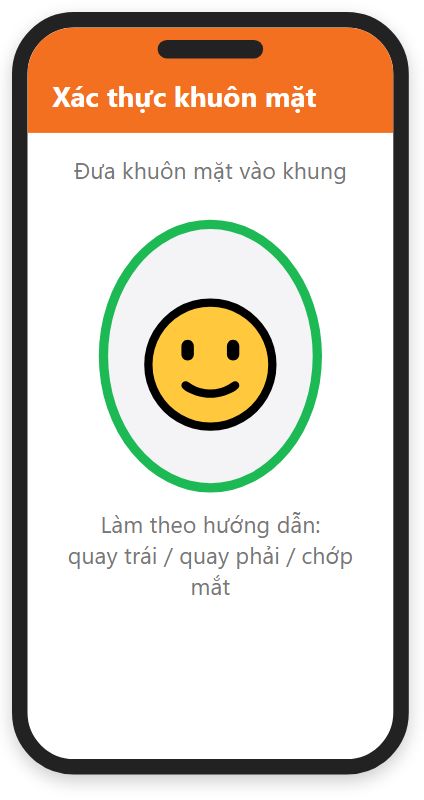 Xác thực khuôn mặt
Đưa khuôn mặt vào khung
Làm theo hướng dẫn:
quay trái / quay phải / chớp
mắt